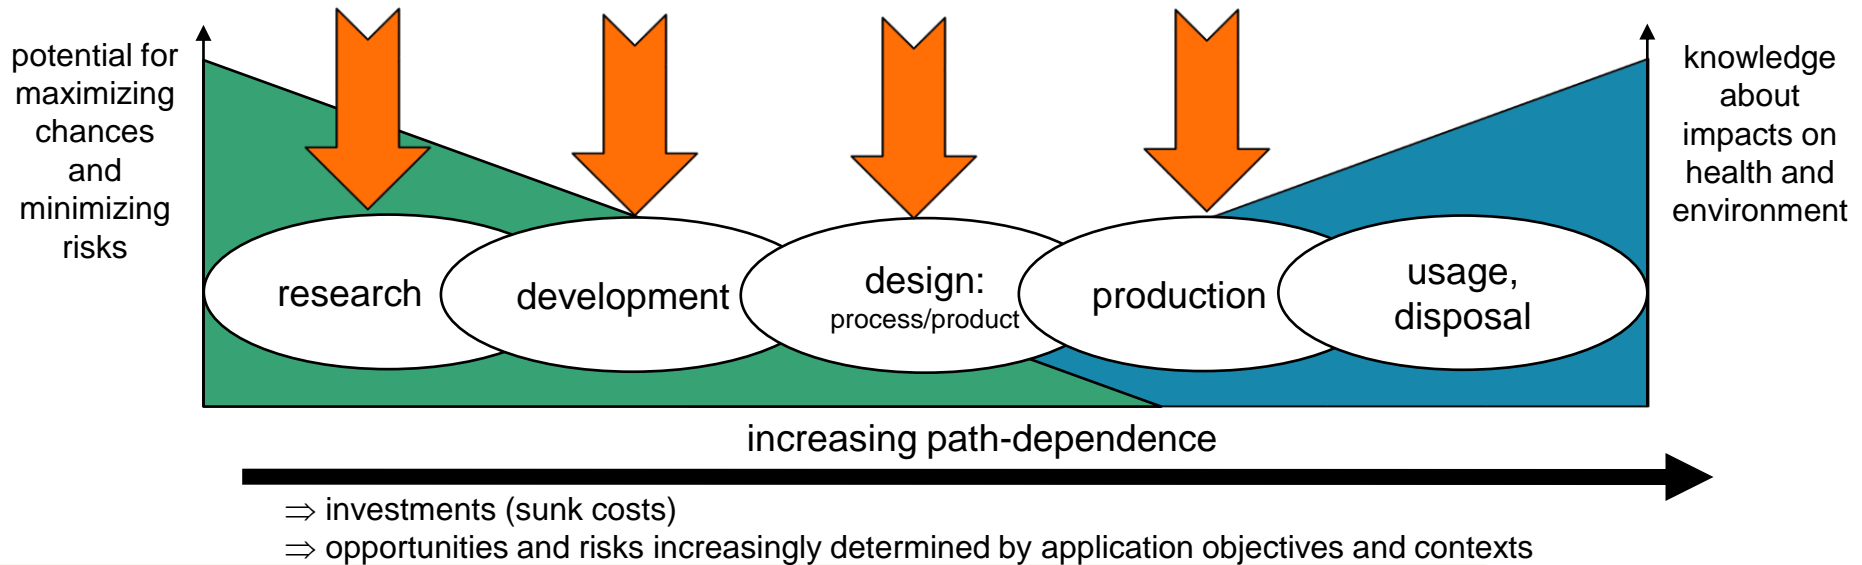 potential for
maximizing
chances
and
minimizing
risks
knowledge
about
impacts on
health and
environment
research
development
design:
process/product
production
usage,
disposal
increasing path-dependence
⇒ investments (sunk costs)
⇒ opportunities and risks increasingly determined by application objectives and contexts